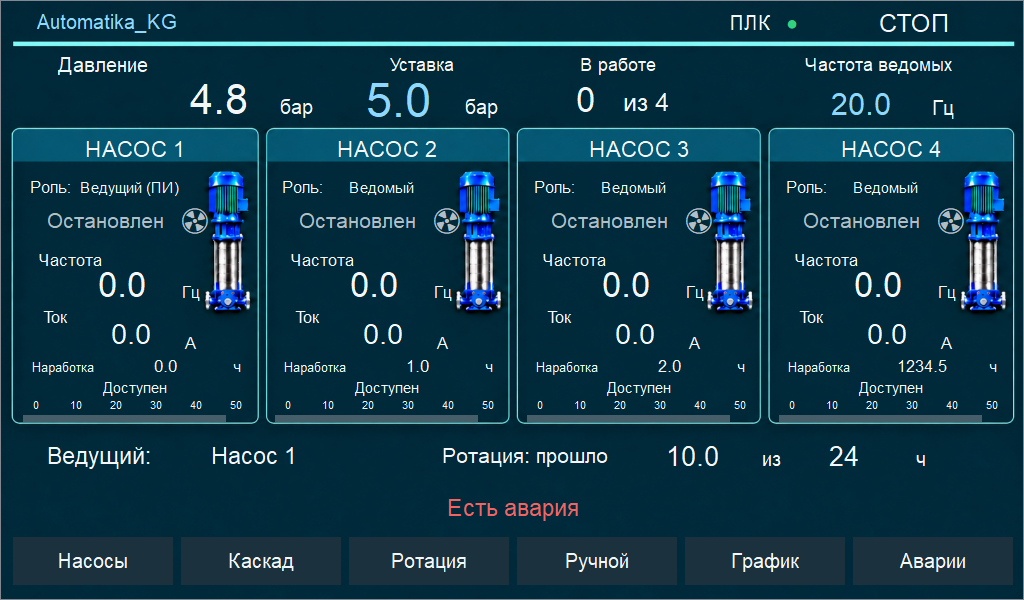 Automatika_KG ПЛК СТОП
Давление Уставка В работе Частота ведомых
4.8 бар 5.0 бар 0 из 4 20.0 Гц
НАСОС 1 НАСОС 2 НАСОС 3 НАСОС 4
Роль: Ведущий (ПИ) Роль: Ведомый Роль: Ведомый Роль: Ведомый
Остановлен Остановлен Остановлен Остановлен
Частота Частота Частота Частота
0.0 Гц 0.0 Гц 0.0 Гц 0.0 Гц
Ток Ток Ток Ток
0.0 А 0.0 А 0.0 А 0.0 А
Наработка 0.0 ч Наработка 1.0 ч Наработка 2.0 ч Наработка 1234.5 ч
Доступен Доступен Доступен Доступен
0 10 20 30 40 50 0 10 20 30 40 50 0 10 20 30 40 50 0 10 20 30 40 50
Ведущий: Насос 1 Ротация: прошло 10.0 из 24 ч
Есть авария
Насосы Каскад Ротация Ручной График Аварии